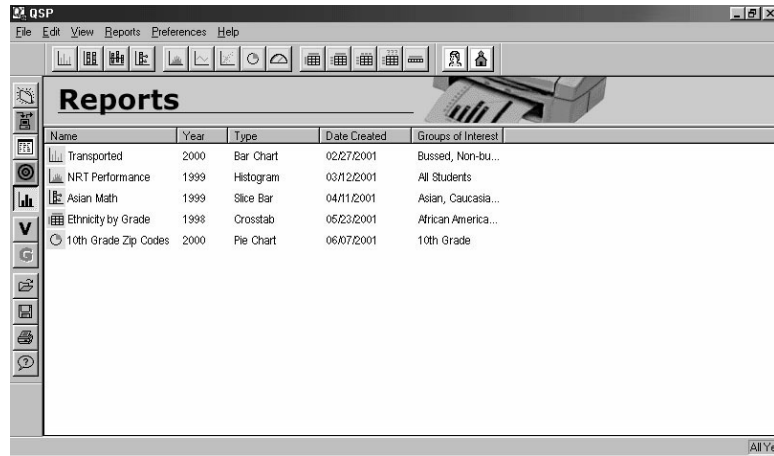 QSP
File Edit View Reports Preferences Help
Reports
Name Year Type Date Created Groups of Interest
Transported 2000 Bar Chart 02/27/2001 Bussed, Non-bu...
NRT Performance 1999 Histogram 03/12/2001 All Students
Asian Math 1999 Slice Bar 04/11/2001 Asian, Caucasia...
Ethnicity by Grade 1998 Crosstab 05/23/2001 African America...
10th Grade Zip Codes 2000 Pie Chart 06/07/2001 10th Grade
V
G
All Ye